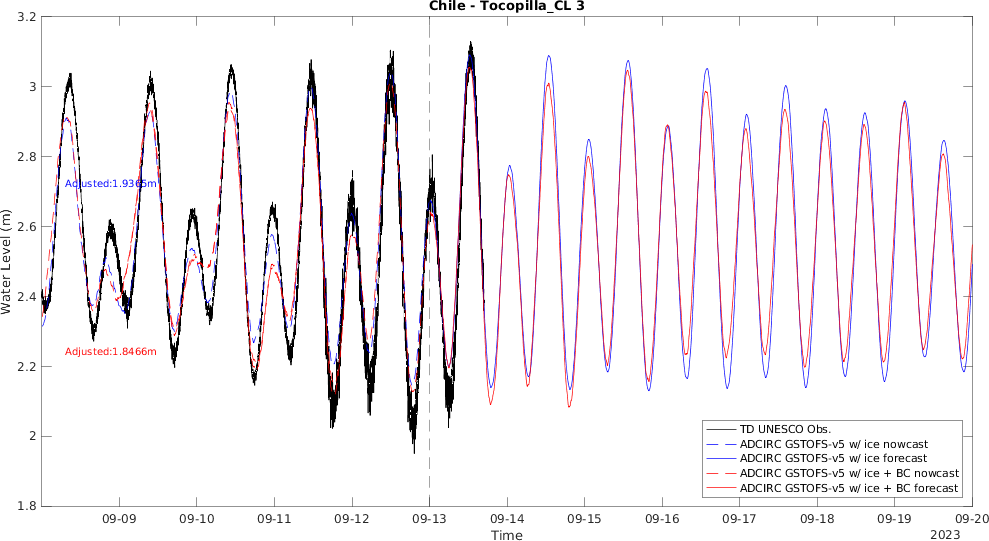 Chile - Tocopilla_CL 3
3.2
3
2.8
2.6
2.4
2.2
2
1.8
Water Level (m)
Adjusted:1.9365m
Adjusted:1.8466m
TD UNESCO Obs.
ADCIRC GSTOFS-v5 w/ ice nowcast
ADCIRC GSTOFS-v5 w/ ice forecast
ADCIRC GSTOFS-v5 w/ ice + BC nowcast
ADCIRC GSTOFS-v5 w/ ice + BC forecast
09-09 09-10 09-11 09-12 09-13 09-14 09-15 09-16 09-17 09-18 09-19 09-20
Time
2023